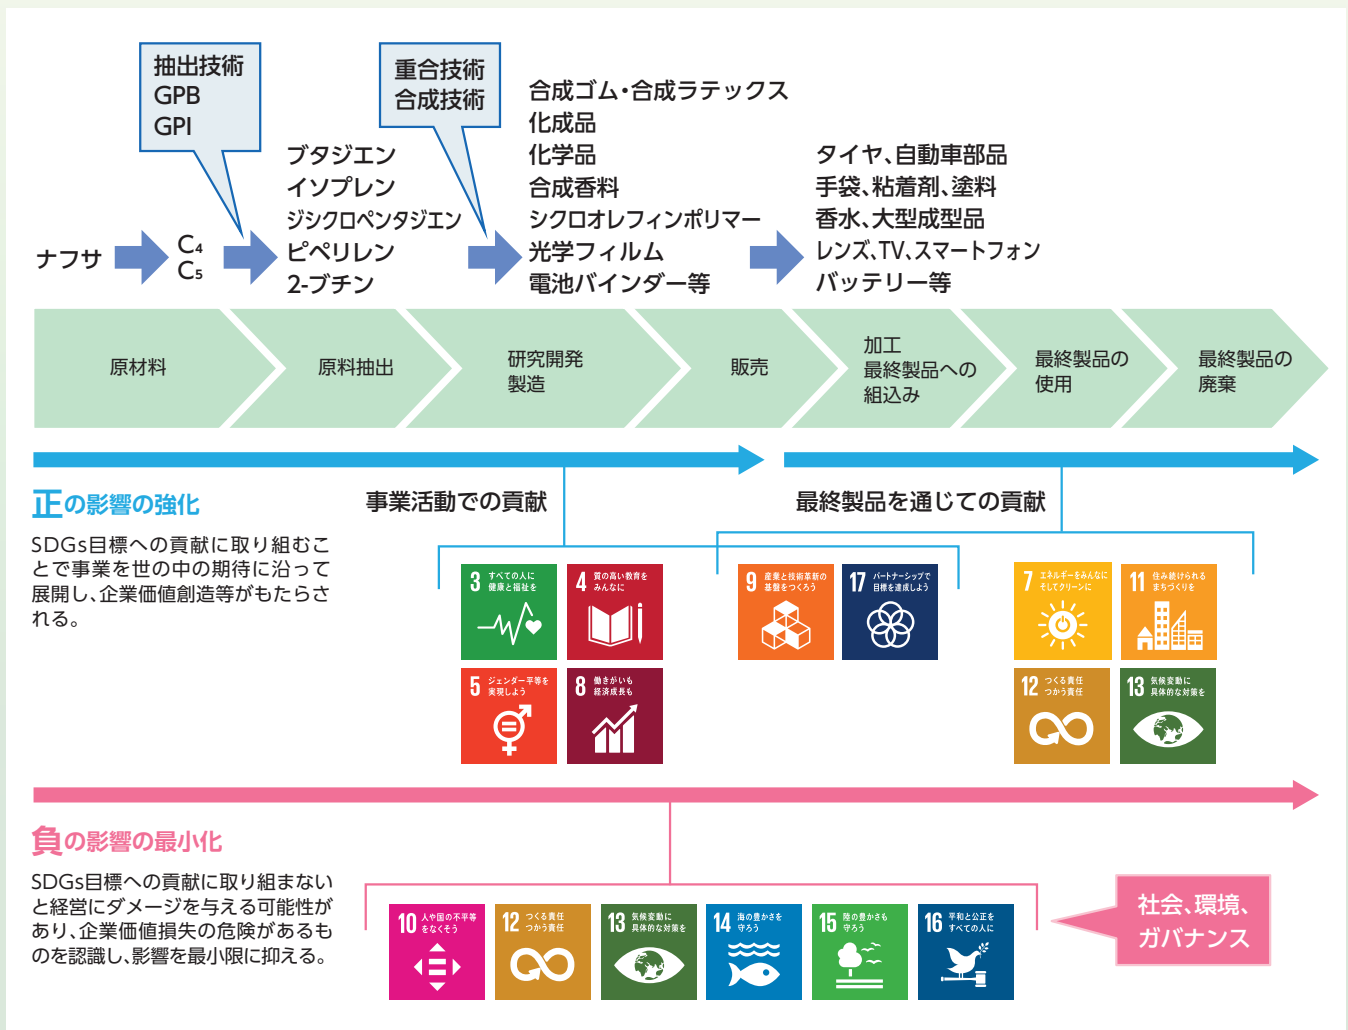 抽出技術
GPB
GPI
重合技術
合成技術
ナフサ
C₄
C₅
ブタジエン
イソプレン
ジシクロペンタジエン
ピペリレン
2-ブチン
合成ゴム・合成ラテックス
化成品
化学品
合成香料
シクロオレフィンポリマー
光学フィルム
電池バインダー等
タイヤ、自動車部品
手袋、粘着剤、塗料
香水、大型成型品
レンズ、TV、スマートフォン
バッテリー等
原材料
原料抽出
研究開発
製造
販売
加工
最終製品への
組込み
最終製品の
使用
最終製品の
廃棄
正の影響の強化
SDGs目標への貢献に取り組むこ
とで事業を世の中の期待に沿って
展開し、企業価値創造等がもたらさ
れる。
事業活動での貢献
最終製品を通じての貢献
3 すべての人に
健康と福祉を
4 質の高い教育を
みんなに
5 ジェンダー平等を
実現しよう
8 働きがいも
経済成長も
9 産業と技術革新の
基盤をつくろう
17 パートナーシップで
目標を達成しよう
7 エネルギーをみんなに
そしてクリーンに
11 住み続けられる
まちづくりを
12 つくる責任
つかう責任
13 気候変動に
具体的な対策を
負の影響の最小化
SDGs目標への貢献に取り組まない
と経営にダメージを与える可能性が
あり、企業価値損失の危険があるも
のを認識し、影響を最小限に抑える。
10 人や国の不平等
をなくそう
12 つくる責任
つかう責任
13 気候変動に
具体的な対策を
14 海の豊かさを
守ろう
15 陸の豊かさも
守ろう
16 平和と公正を
すべての人に
社会、環境、
ガバナンス